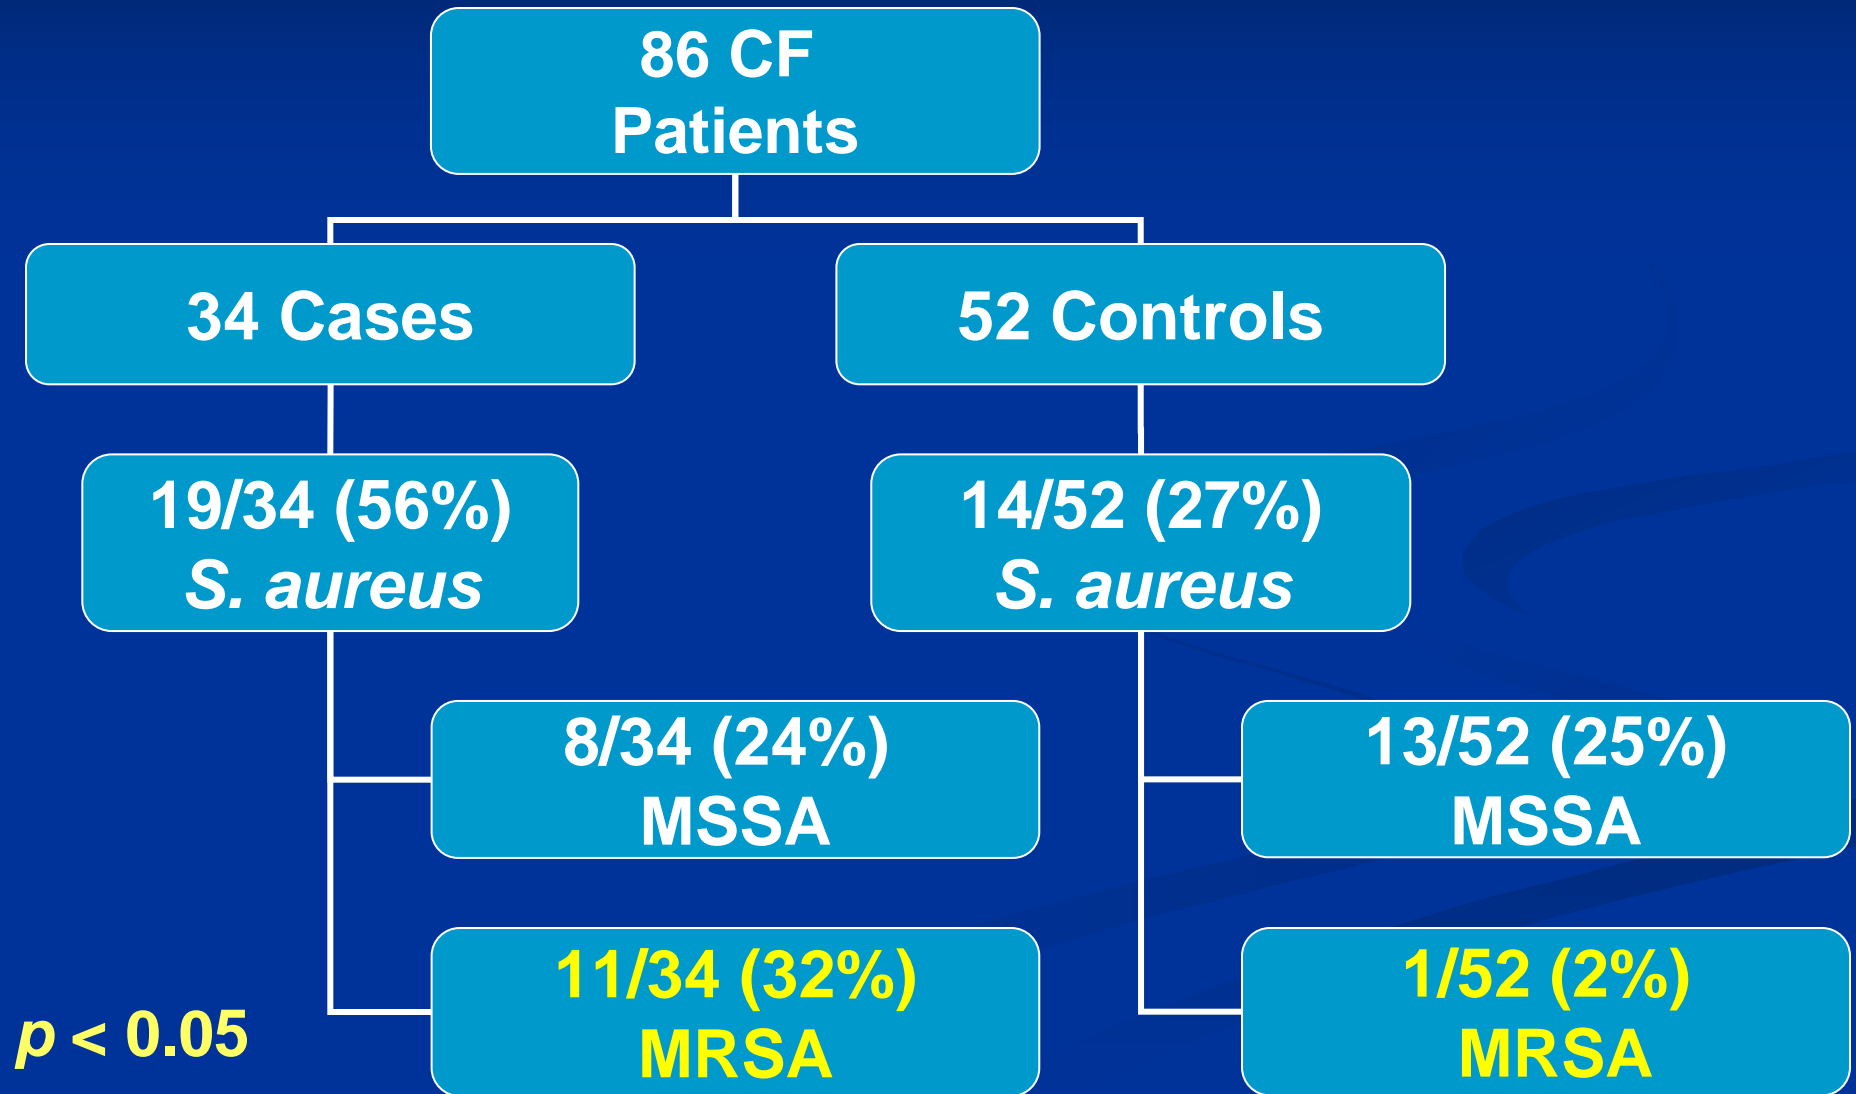 86 CF
Patients
34 Cases
52 Controls
19/34 (56%)
S. aureus
14/52 (27%)
S. aureus
8/34 (24%)
MSSA
13/52 (25%)
MSSA
11/34 (32%)
MRSA
1/52 (2%)
MRSA
p < 0.05